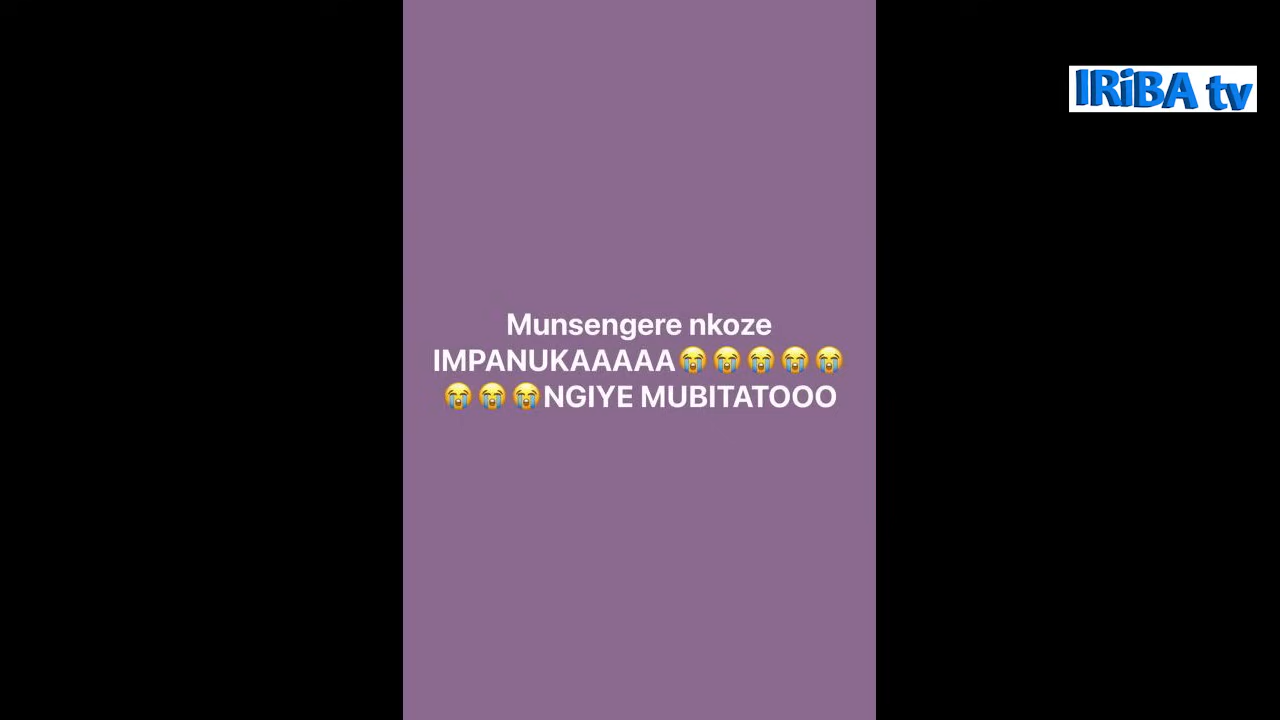 IRiBA tv
Munsengere nkoze
IMPANUKAAAAA😭😭😭😭😭
😭😭😭NGIYE MUBITATOOO